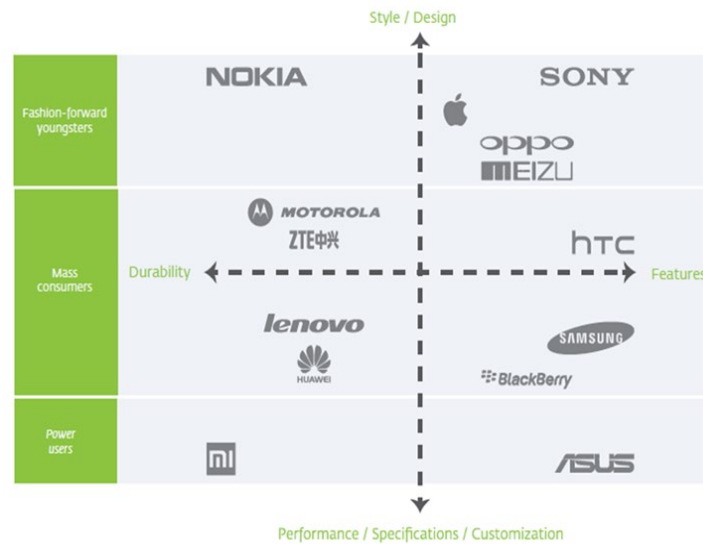 Style / Design
Fashion-forward
youngsters
NOKIA
SONY
oppo
MEIZU
MOTOROLA
ZTE中兴
hTC
Mass
consumers
Durability
Features
lenovo
HUAWEI
SAMSUNG
BlackBerry
Power
users
mi
ASUS
Performance / Specifications / Customization